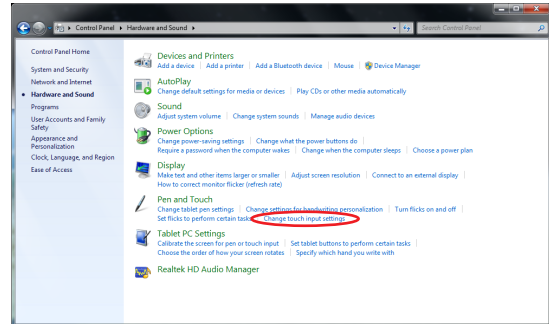 Control Panel ▸ Hardware and Sound ▸
Search Control Panel
Control Panel Home
System and Security
Network and Internet
Hardware and Sound
Programs
User Accounts and Family
Safety
Appearance and
Personalization
Clock, Language, and Region
Ease of Access
Devices and Printers
Add a device | Add a printer | Add a Bluetooth device | Mouse | Device Manager
AutoPlay
Change default settings for media or devices | Play CDs or other media automatically
Sound
Adjust system volume | Change system sounds | Manage audio devices
Power Options
Change power-saving settings | Change what the power buttons do |
Require a password when the computer wakes | Change when the computer sleeps | Choose a power plan
Display
Make text and other items larger or smaller | Adjust screen resolution | Connect to an external display |
How to correct monitor flicker (refresh rate)
Pen and Touch
Change tablet pen settings | Change settings for handwriting personalization | Turn flicks on and off |
Set flicks to perform certain tasks | Change touch input settings
Tablet PC Settings
Calibrate the screen for pen or touch input | Set tablet buttons to perform certain tasks |
Choose the order of how your screen rotates | Specify which hand you write with
Realtek HD Audio Manager